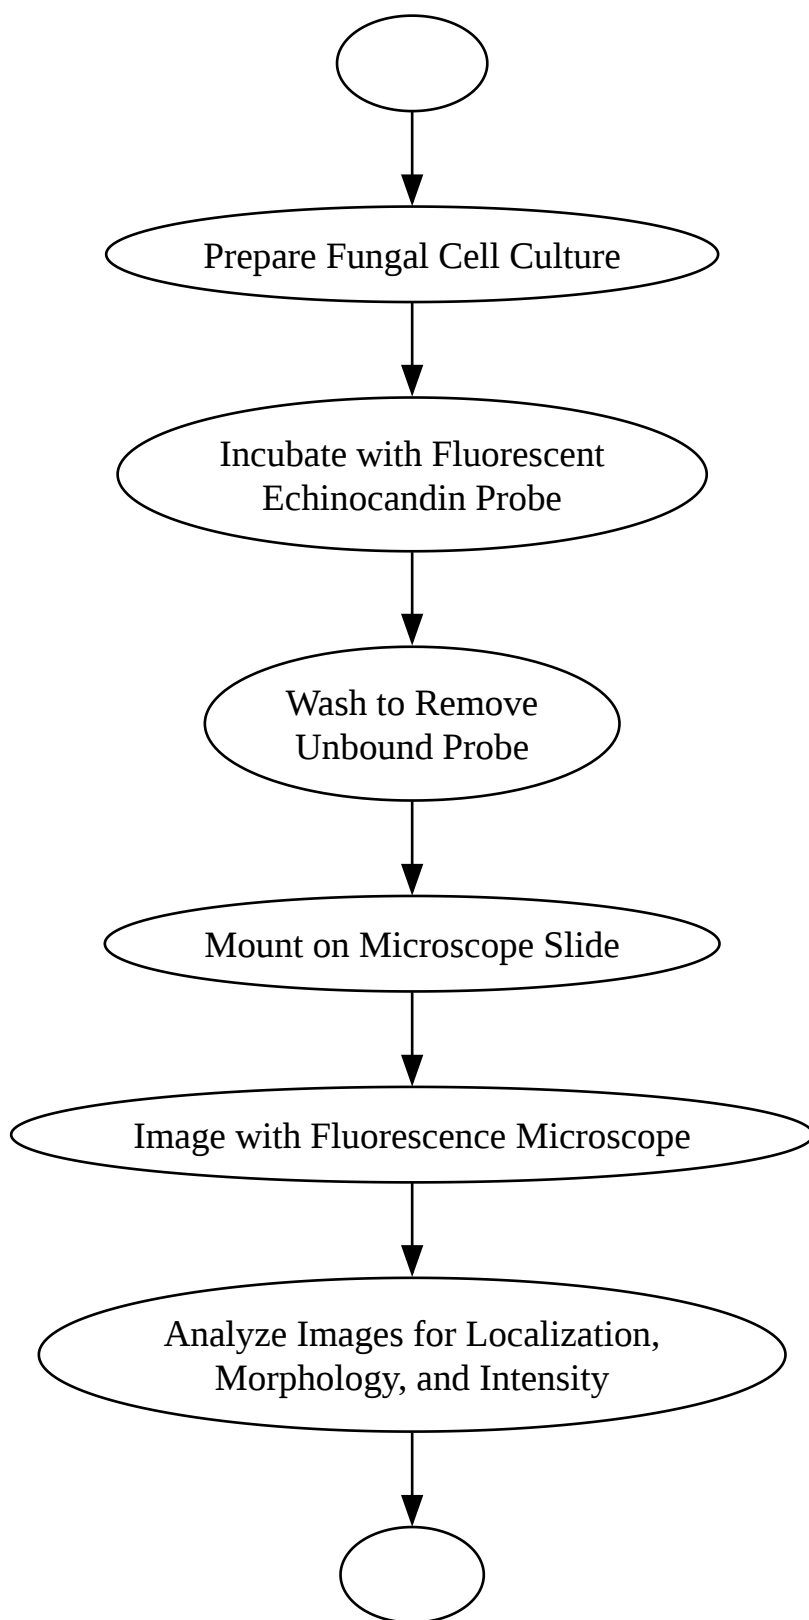 Prepare Fungal Cell Culture
Incubate with Fluorescent
Echinocandin Probe
Wash to Remove
Unbound Probe
Mount on Microscope Slide
Image with Fluorescence Microscope
Analyze Images for Localization,
Morphology, and Intensity